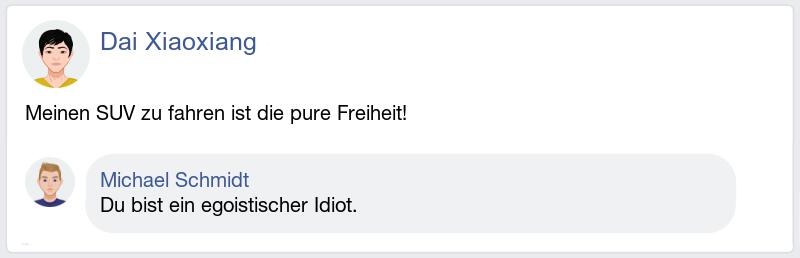 Dai Xiaoxiang
Meinen SUV zu fahren ist die pure Freiheit!
Michael Schmidt
Du bist ein egoistischer Idiot.